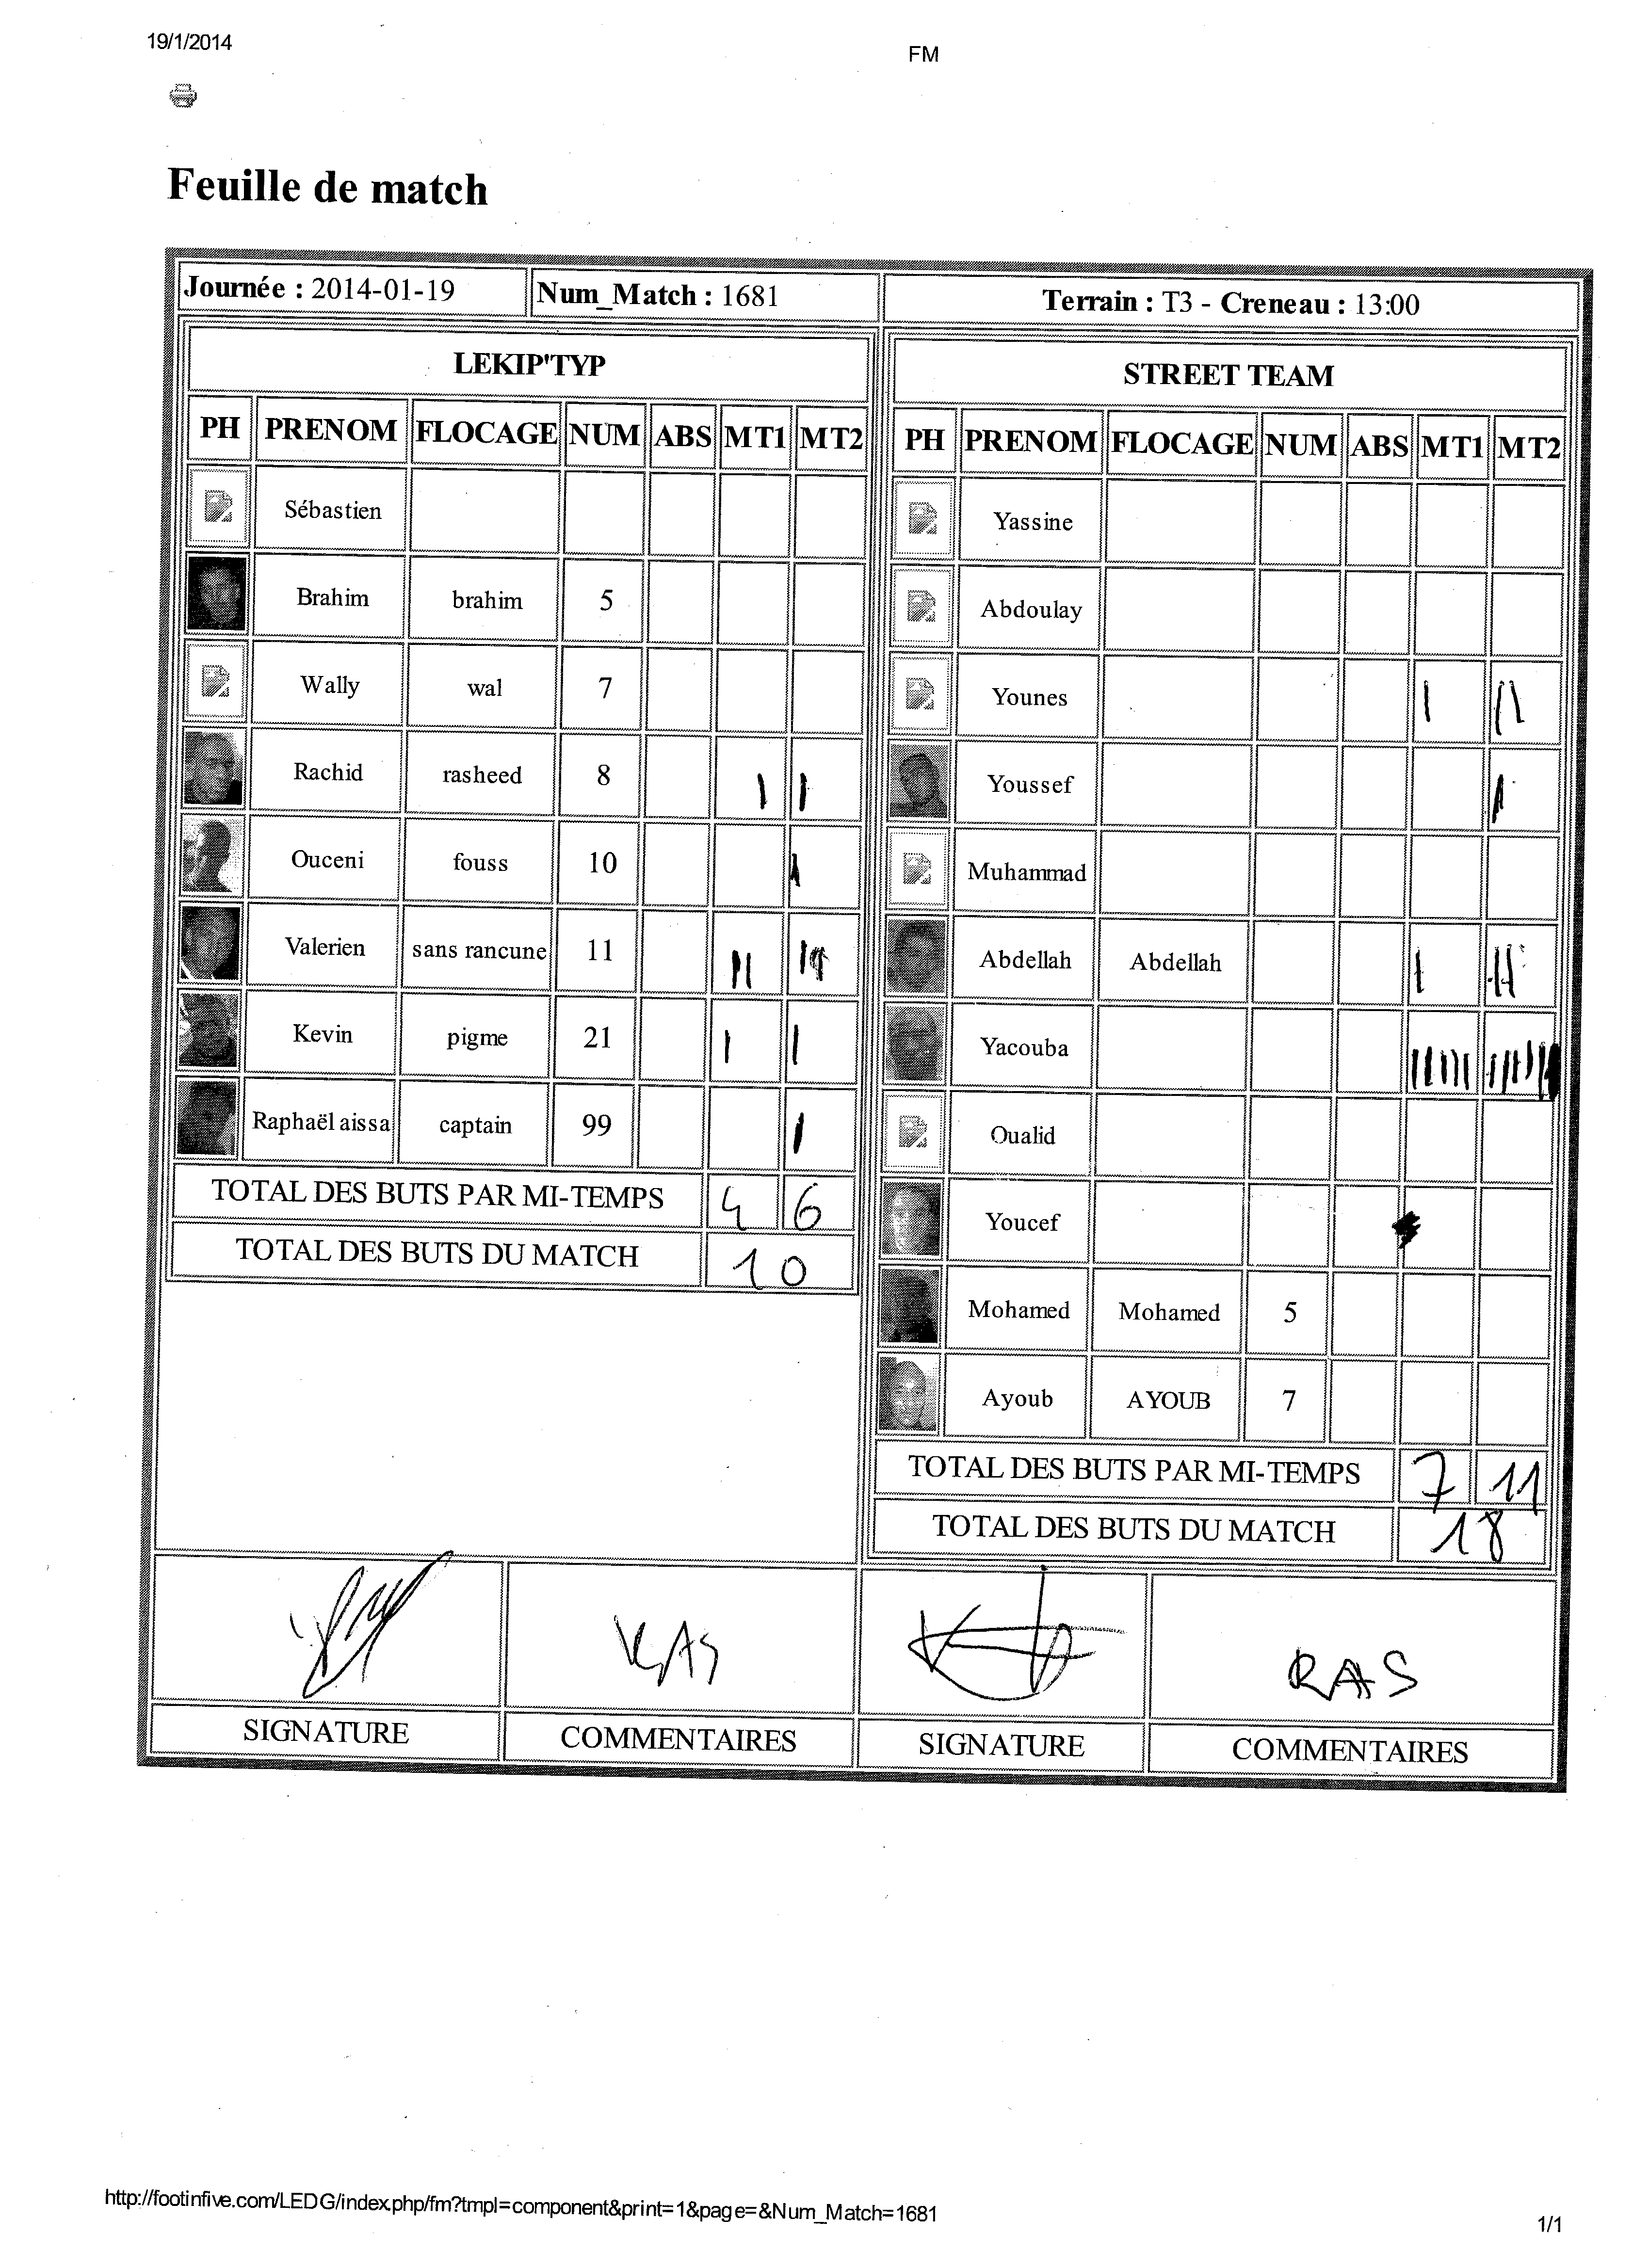 19/1/2014
FM
Feuille de match
Journée : 2014-01-19 Num_Match : 1681 Terrain : T3 - Creneau : 13:00
LEKIP'TYP STREET TEAM
PH PRENOM FLOCAGE NUM ABS MT1 MT2 PH PRENOM FLOCAGE NUM ABS MT1 MT2
Sébastien Yassine
Brahim brahim 5 Abdoulay
Wally wal 7 Younes I II
Rachid rasheed 8 I I Youssef I
Ouceni fouss 10 I Muhammad
Valerien sans rancune 11 II Abdellah Abdellah I II
Kevin pigme 21 I I Yacouba IIIII
Raphaël aissa captain 99 I Oualid
TOTAL DES BUTS PAR MI-TEMPS 4 6 Youcef
TOTAL DES BUTS DU MATCH 10
Mohamed Mohamed 5
Ayoub AYOUB 7
TOTAL DES BUTS PAR MI-TEMPS 7 11
TOTAL DES BUTS DU MATCH 18
RAS RAS
SIGNATURE COMMENTAIRES SIGNATURE COMMENTAIRES
http://footinfive.com/LEDG/index.php/fm?tmpl=component&print=1&page=&Num_Match=1681
1/1